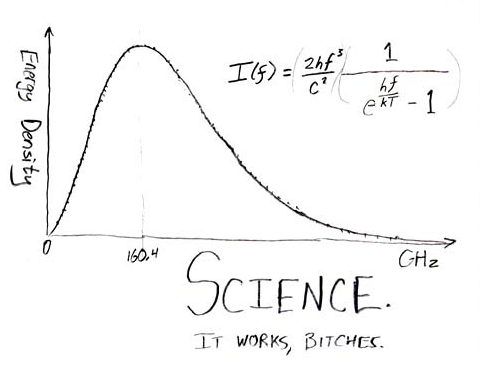 Energy Density
I(f) = (2hf³/c²)(1/(e^(hf/kT) - 1))
0
160.4
GHz
SCIENCE.
IT WORKS, BITCHES.